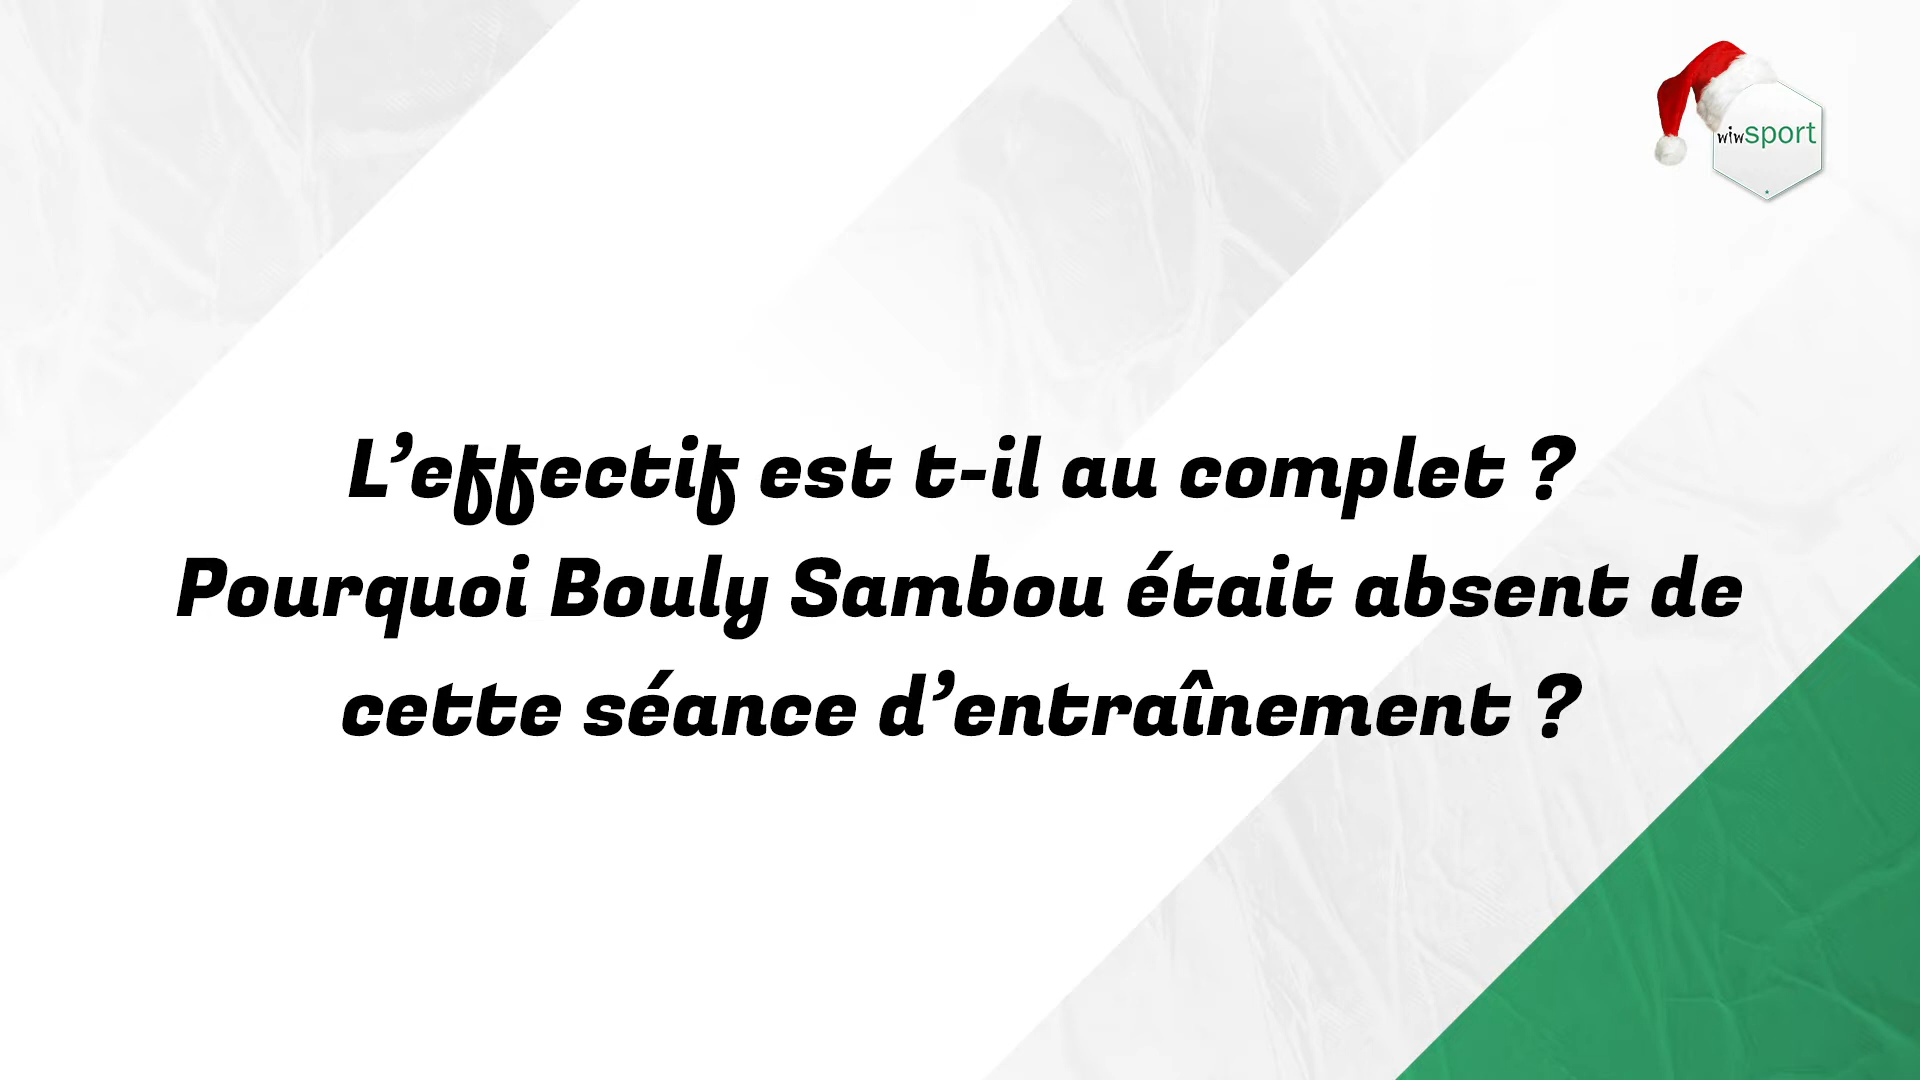 wiwsport
L’effectif est t-il au complet ?
Pourquoi Bouly Sambou était absent de
cette séance d’entraînement ?